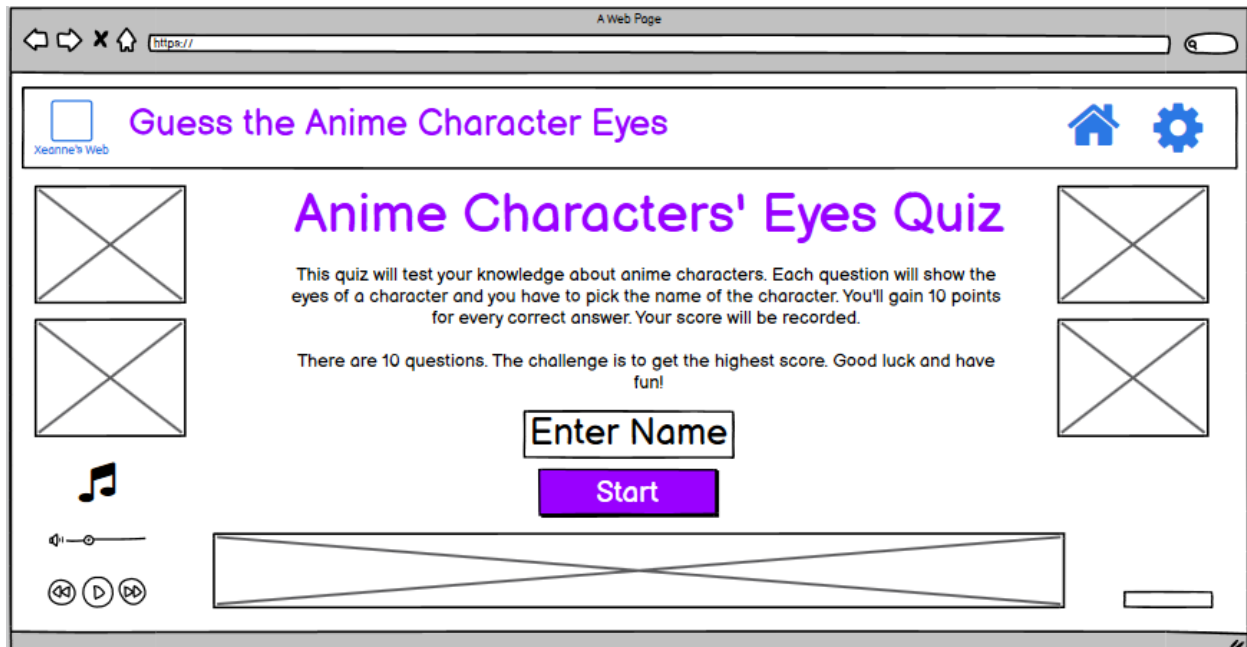 A Web Page
https://
Guess the Anime Character Eyes
Xeanne's Web
Anime Characters' Eyes Quiz
This quiz will test your knowledge about anime characters. Each question will show the
eyes of a character and you have to pick the name of the character. You'll gain 10 points
for every correct answer. Your score will be recorded.
There are 10 questions. The challenge is to get the highest score. Good luck and have
fun!
Enter Name
Start